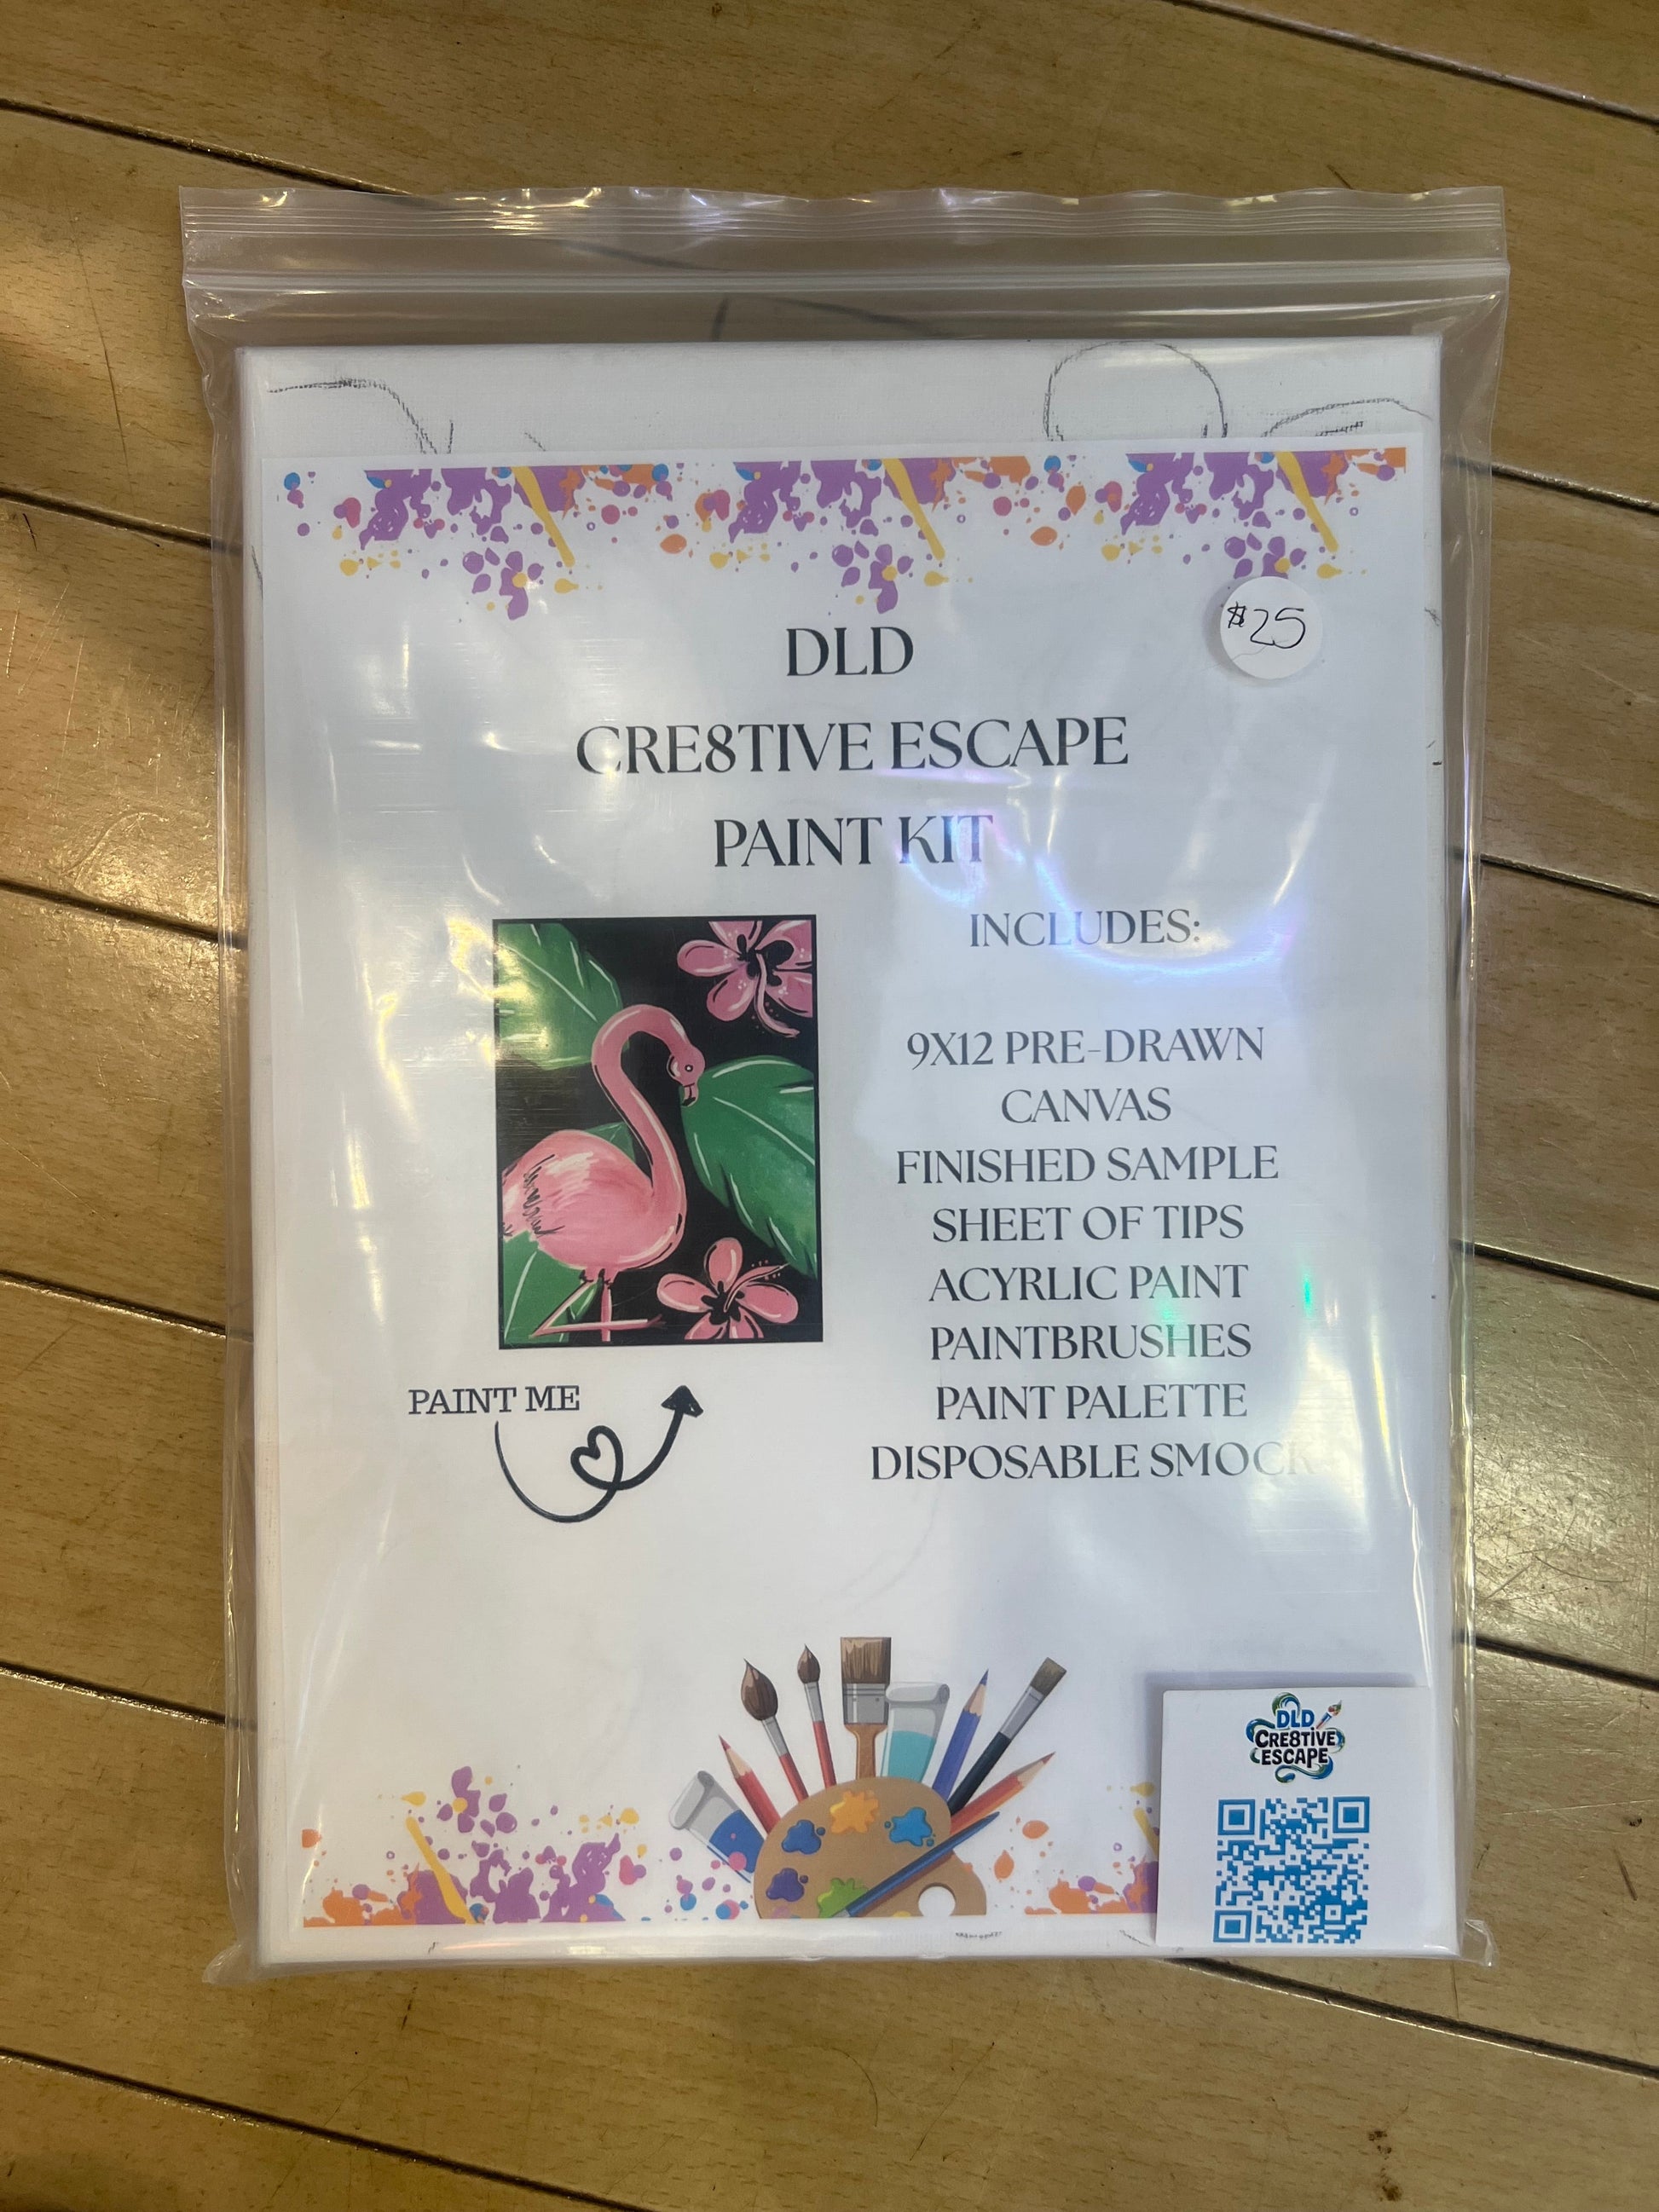 $25
DLD
CRE8TIVE ESCAPE
PAINT KIT
INCLUDES:
9X12 PRE-DRAWN
CANVAS
FINISHED SAMPLE
SHEET OF TIPS
ACYRLIC PAINT
PAINTBRUSHES
PAINT PALETTE
DISPOSABLE SMOCK
PAINT ME
DLD
CRE8TIVE
ESCAPE